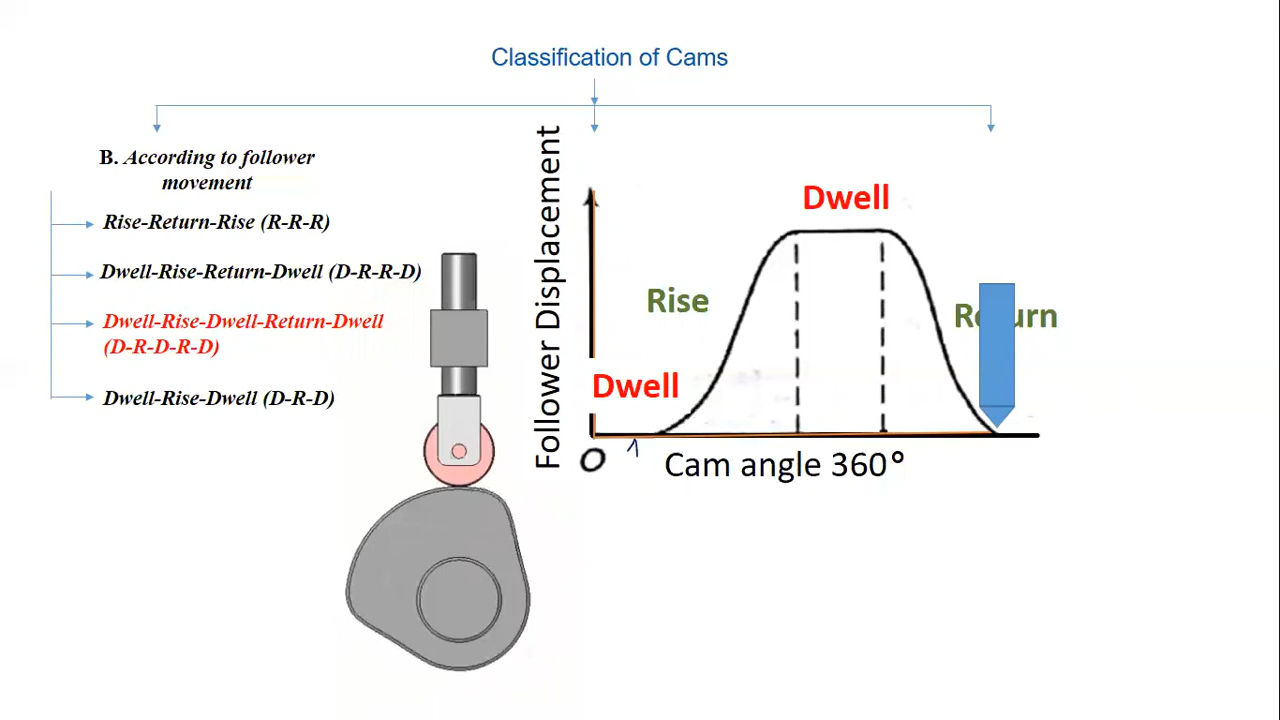 Classification of Cams
B. According to follower
movement
Rise-Return-Rise (R-R-R)
Dwell-Rise-Return-Dwell (D-R-R-D)
Dwell-Rise-Dwell-Return-Dwell
(D-R-D-R-D)
Dwell-Rise-Dwell (D-R-D)
Follower Displacement
Dwell
Rise
Return
Dwell
O
Cam angle 360°